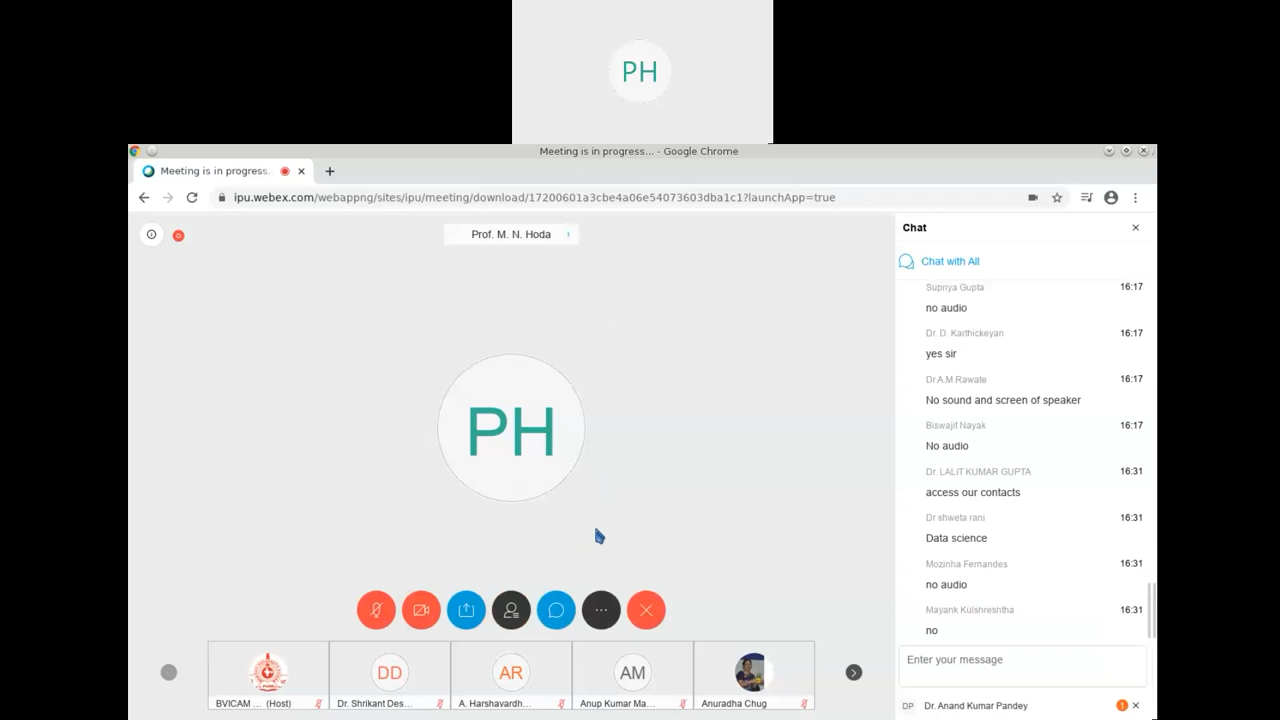 PH
Meeting is in progress... - Google Chrome
Meeting is in progress..
ipu.webex.com/webappng/sites/ipu/meeting/download/17200601a3cbe4a06e54073603dba1c1?launchApp=true
Prof. M. N. Hoda
PH
Chat
Chat with All
Supriya Gupta 16:17
no audio
Dr. D. Karthickeyan 16:17
yes sir
Dr.A.M.Rawate 16:17
No sound and screen of speaker
Biswajit Nayak 16:17
No audio
Dr. LALIT KUMAR GUPTA 16:31
access our contacts
Dr shweta rani 16:31
Data science
Mozinha Fernandes 16:31
no audio
Mayank Kulshreshtha 16:31
no
Enter your message
DP Dr. Anand Kumar Pandey 1
DD AR AM
BVICAM ... (Host) Dr. Shrikant Des... A. Harshavardh... Anup Kumar Ma... Anuradha Chug